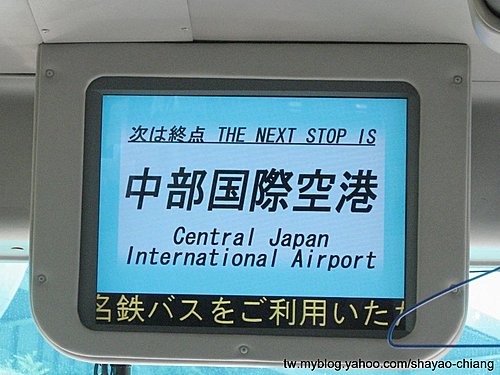 次は終点 THE NEXT STOP IS
中部国際空港
Central Japan
International Airport
名鉄バスをご利用いただ
tw.myblog.yahoo.com/shayao-chiang